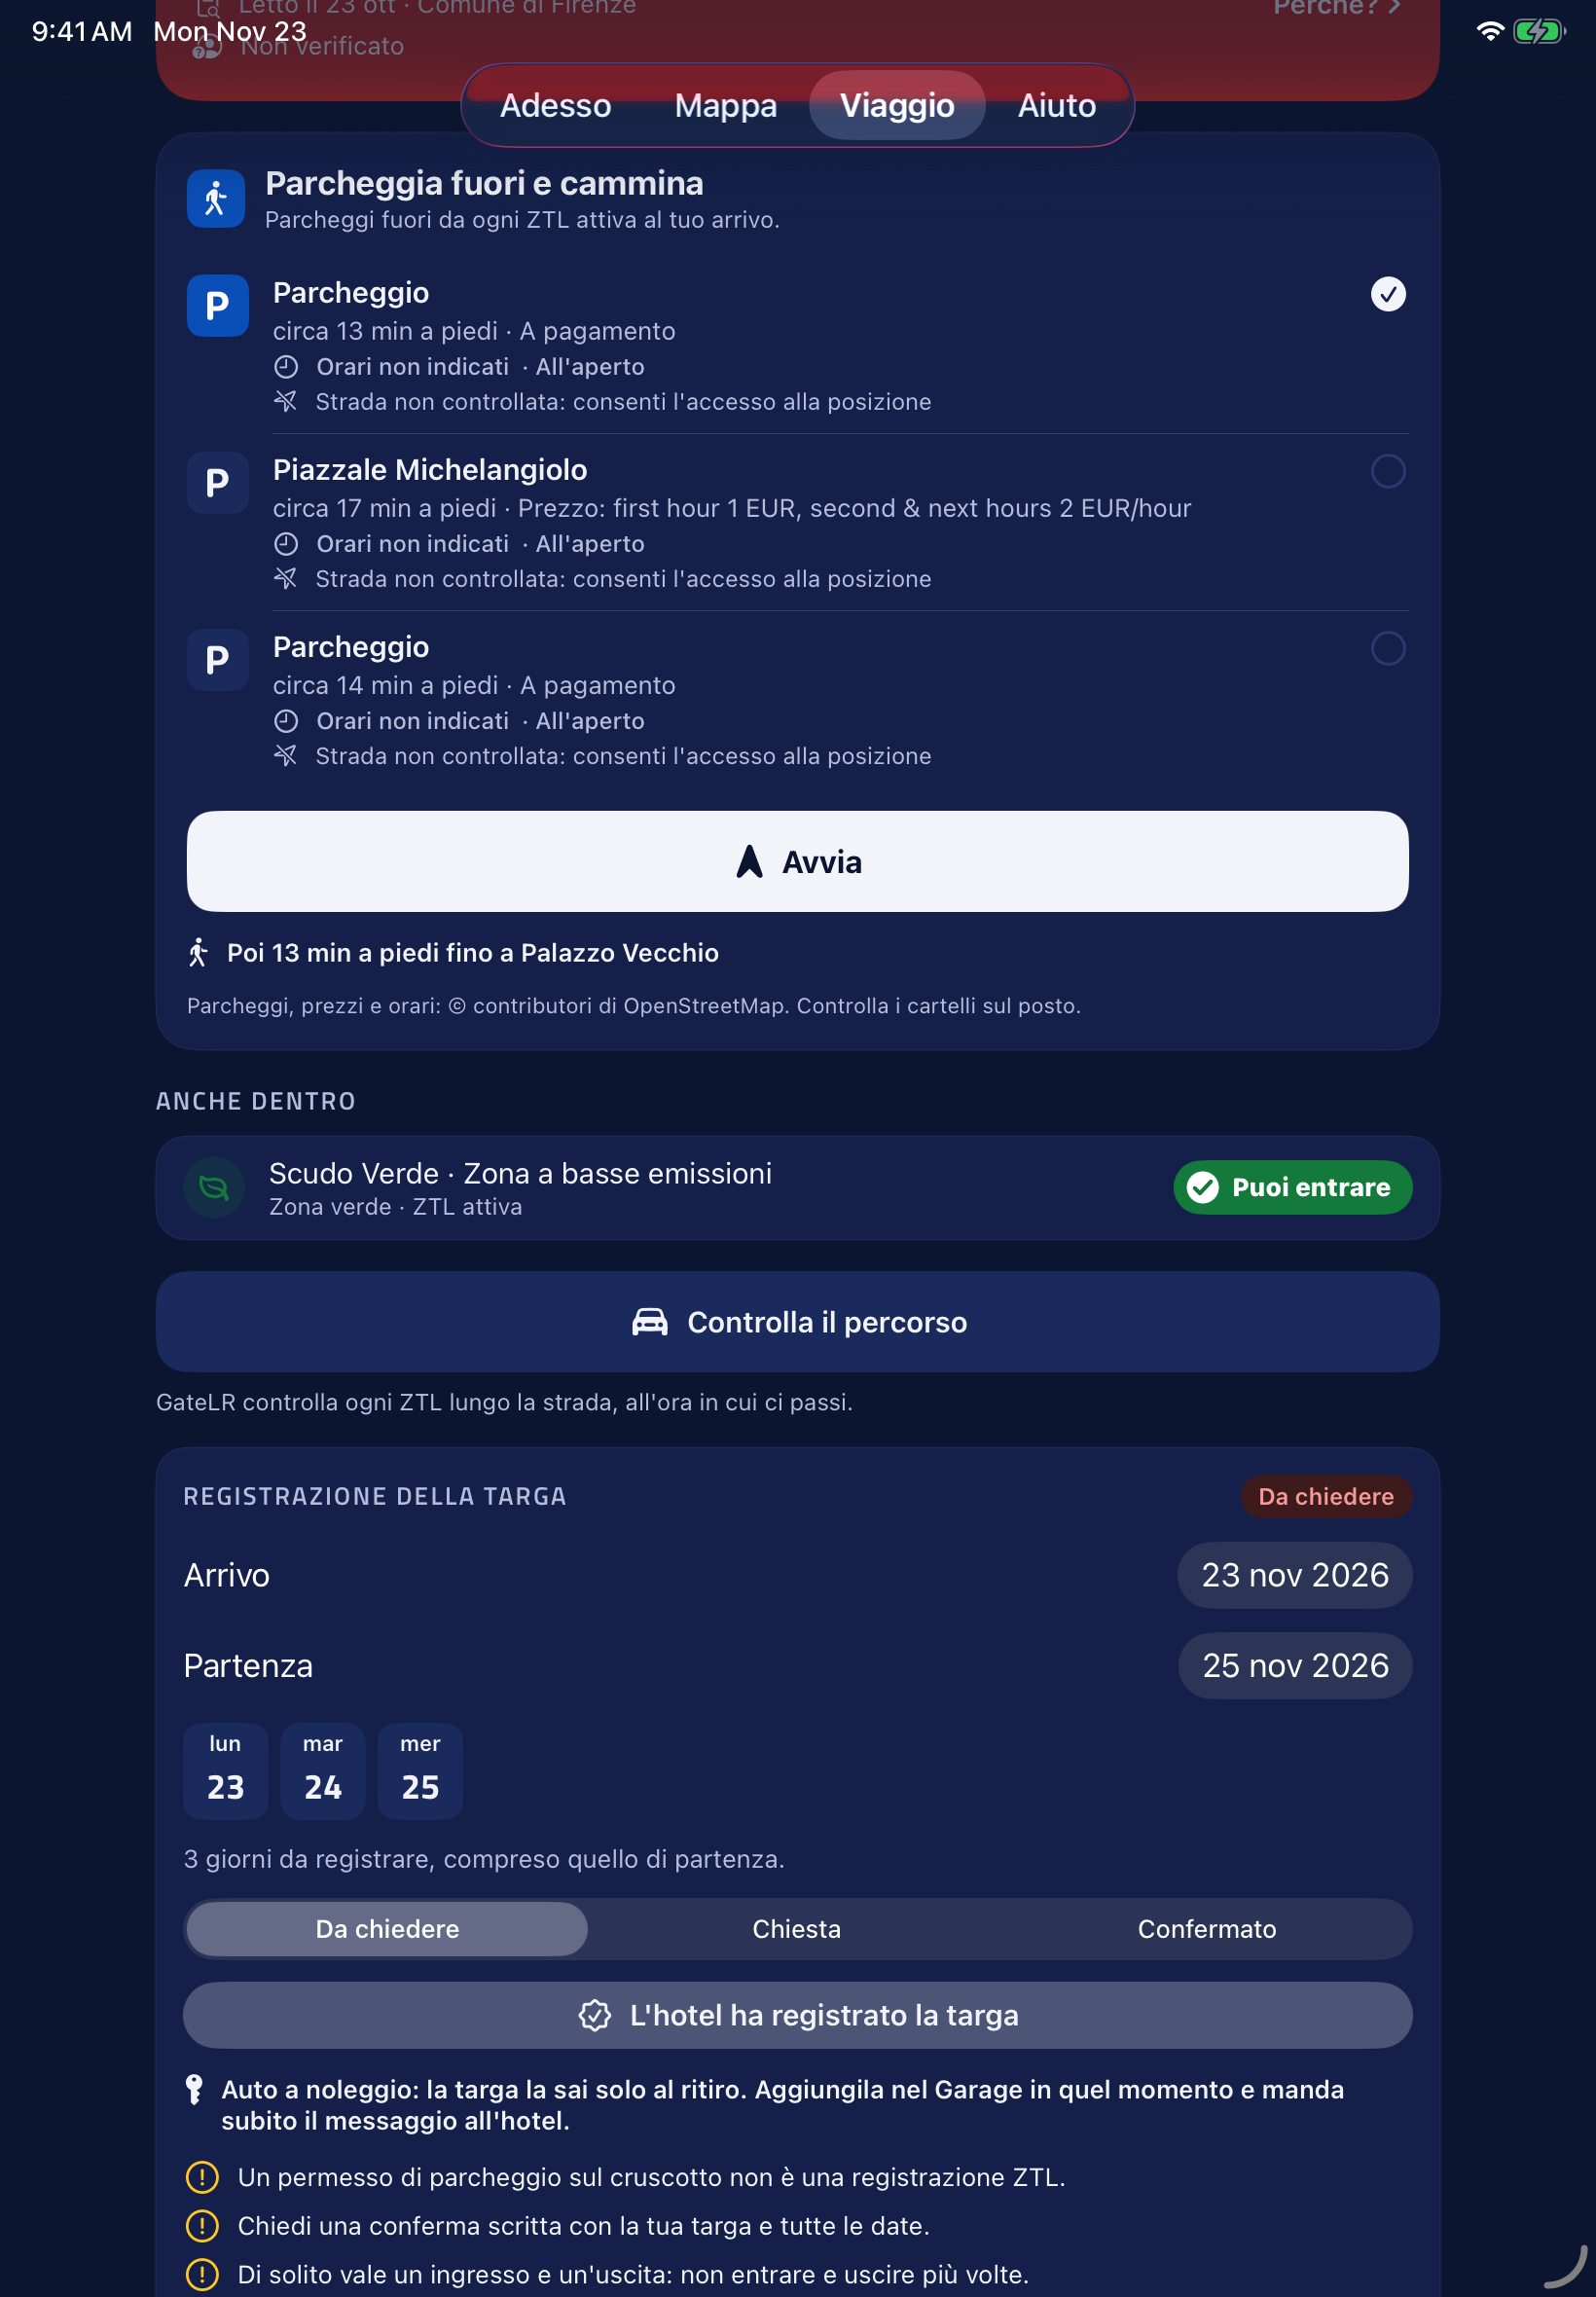 Letto il 23 ott · Comune di Firenze
Perché?
9:41 AM Mon Nov 23
Non verificato
Adesso
Mappa
Viaggio
Aiuto
Parcheggia fuori e cammina
Parcheggi fuori da ogni ZTL attiva al tuo arrivo.
P
Parcheggio
circa 13 min a piedi · A pagamento
Orari non indicati · All'aperto
Strada non controllata: consenti l'accesso alla posizione
P
Piazzale Michelangiolo
circa 17 min a piedi · Prezzo: first hour 1 EUR, second & next hours 2 EUR/hour
Orari non indicati · All'aperto
Strada non controllata: consenti l'accesso alla posizione
P
Parcheggio
circa 14 min a piedi · A pagamento
Orari non indicati · All'aperto
Strada non controllata: consenti l'accesso alla posizione
Avvia
Poi 13 min a piedi fino a Palazzo Vecchio
Parcheggi, prezzi e orari: © contributori di OpenStreetMap. Controlla i cartelli sul posto.
ANCHE DENTRO
Scudo Verde · Zona a basse emissioni
Zona verde · ZTL attiva
Puoi entrare
Controlla il percorso
GateLR controlla ogni ZTL lungo la strada, all'ora in cui ci passi.
REGISTRAZIONE DELLA TARGA
Da chiedere
Arrivo
23 nov 2026
Partenza
25 nov 2026
lun
23
mar
24
mer
25
3 giorni da registrare, compreso quello di partenza.
Da chiedere
Chiesta
Confermato
L'hotel ha registrato la targa
Auto a noleggio: la targa la sai solo al ritiro. Aggiungila nel Garage in quel momento e manda
subito il messaggio all'hotel.
Un permesso di parcheggio sul cruscotto non è una registrazione ZTL.
Chiedi una conferma scritta con la tua targa e tutte le date.
Di solito vale un ingresso e un'uscita: non entrare e uscire più volte.